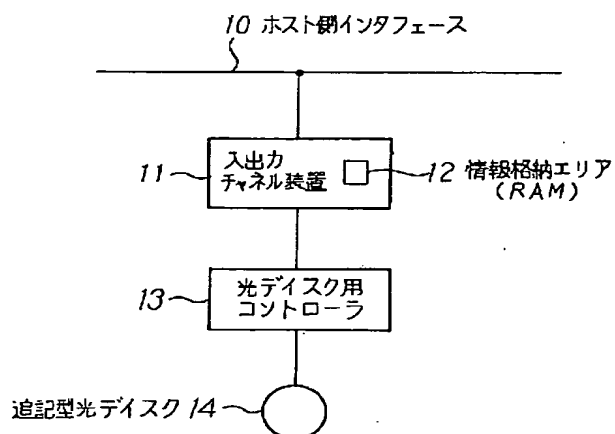 10 ホスト側インタフェース
11
入出力
チャネル装置
12 情報格納エリア
(RAM)
13
光ディスク用
コントローラ
追記型光ディスク 14